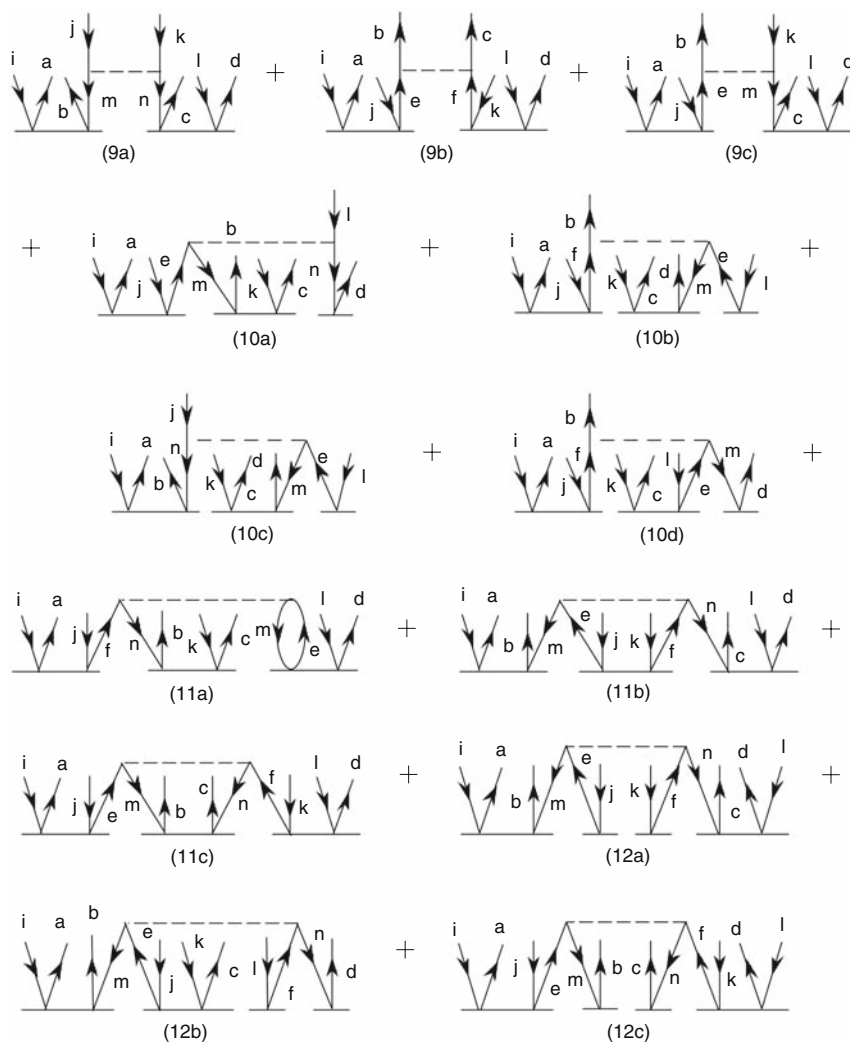 j k b c b k
i a l d + i a l d + i a l d
b m n c j e f k j e m c
(9a) (9b) (9c)
+ b l + b +
i a e n i a f d e
j m k c d j k c m l
(10a) (10b)
j + b +
i a n d e i a f l m
b k c m l j k c e d
(10c) (10d)
i a l d + i a e n l d +
j f n b k c m e b m j k f c
(11a) (11b)
i a c f l d + i a e n d l +
j e m b n k b m j k f c
(11c) (12a)
i a b e k n + i a f d l
m j c l f d j e m b c n k
(12b) (12c)